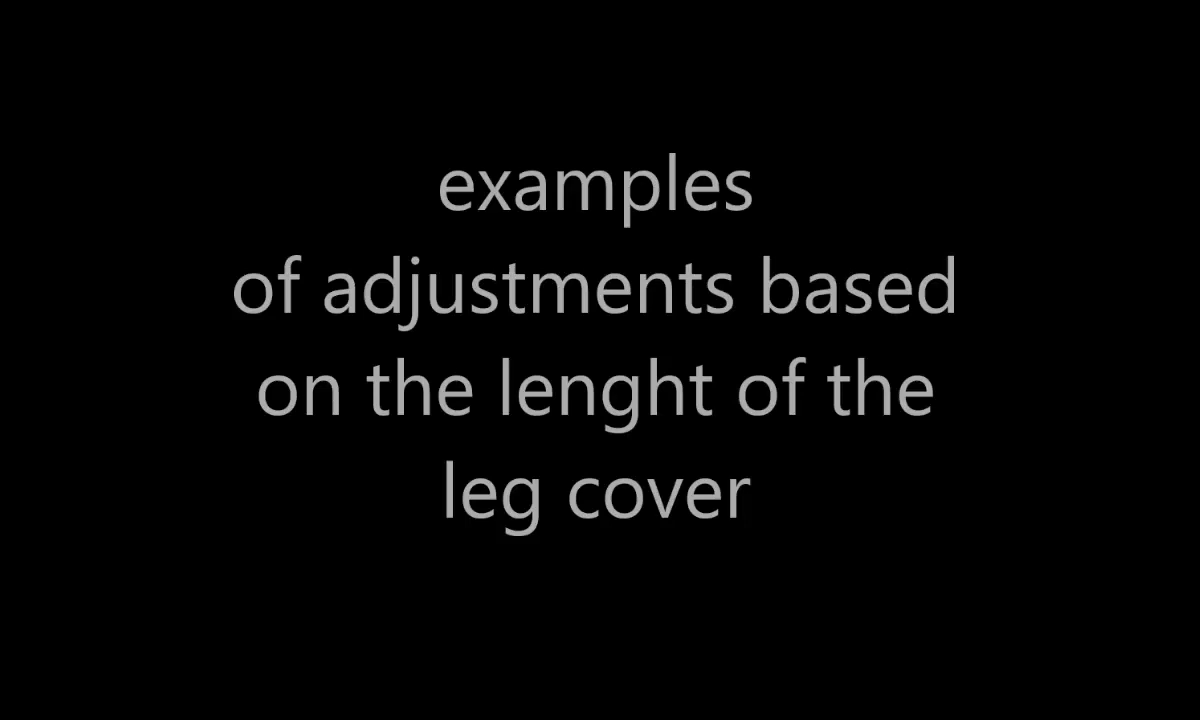 examples
of adjustments based
on the lenght of the
leg cover